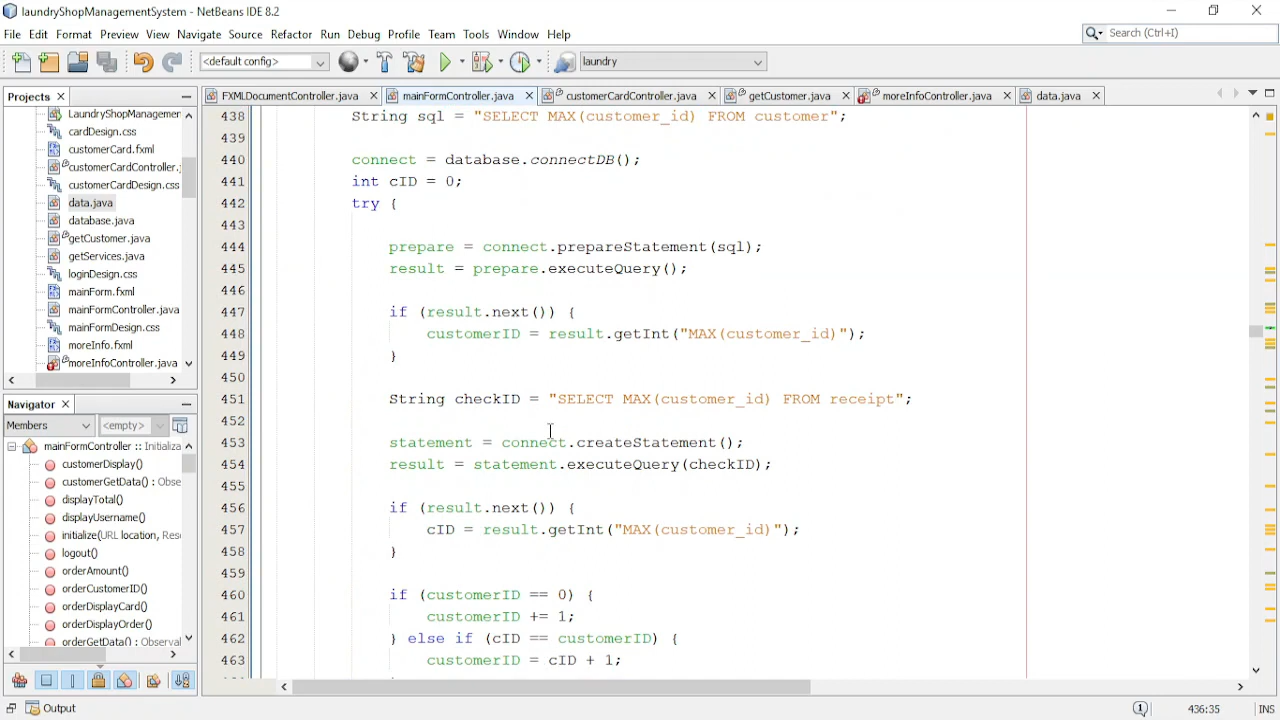 laundryShopManagementSystem - NetBeans IDE 8.2
File Edit Format Preview View Navigate Source Refactor Run Debug Profile Team Tools Window Help
Search (Ctrl+I)
<default config>
laundry
Projects
FXMLDocumentController.java
mainFormController.java
customerCardController.java
getCustomer.java
moreInfoController.java
data.java
LaundryShopManagemen
cardDesign.css
customerCard.fxml
customerCardController.
customerCardDesign.css
data.java
database.java
getCustomer.java
getServices.java
loginDesign.css
mainForm.fxml
mainFormController.java
mainFormDesign.css
moreInfo.fxml
moreInfoController.java
Navigator
Members
<empty>
mainFormController :: Initializa
customerDisplay()
customerGetData() : Obse
displayTotal()
displayUsername()
initialize(URL location, Res
logout()
orderAmount()
orderCustomerID()
orderDisplayCard()
orderDisplayOrder()
orderGetData() : Observal
438 String sql = "SELECT MAX(customer_id) FROM customer";
439
440 connect = database.connectDB();
441 int cID = 0;
442 try {
443
444 prepare = connect.prepareStatement(sql);
445 result = prepare.executeQuery();
446
447 if (result.next()) {
448 customerID = result.getInt("MAX(customer_id)");
449 }
450
451 String checkID = "SELECT MAX(customer_id) FROM receipt";
452
453 statement = connect.createStatement();
454 result = statement.executeQuery(checkID);
455
456 if (result.next()) {
457 cID = result.getInt("MAX(customer_id)");
458 }
459
460 if (customerID == 0) {
461 customerID += 1;
462 } else if (cID == customerID) {
463 customerID = cID + 1;
Output
1
436:35
INS